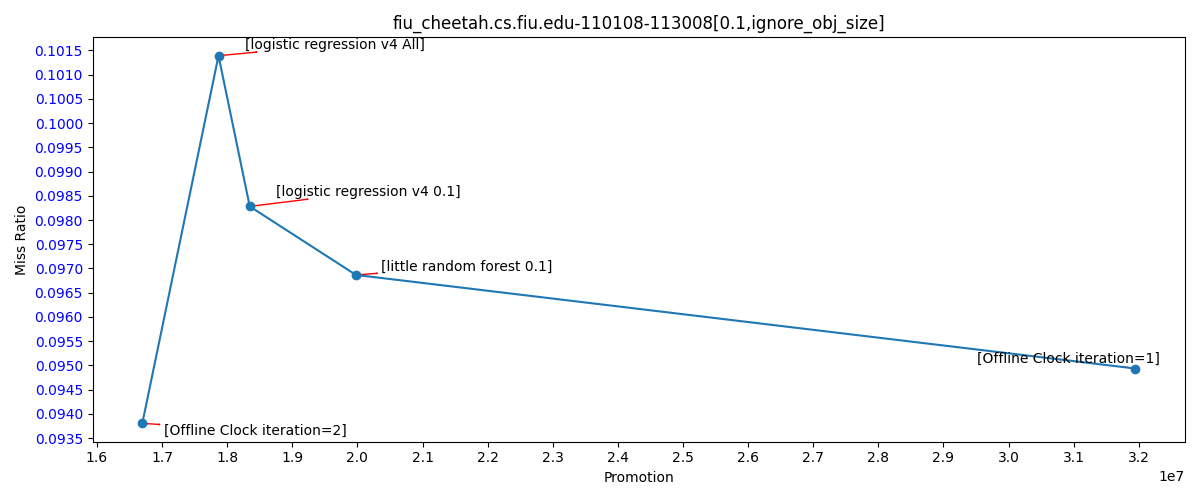 fiu_cheetah.cs.fiu.edu-110108-113008[0.1,ignore_obj_size]
Miss Ratio
0.1015
0.1010
0.1005
0.1000
0.0995
0.0990
0.0985
0.0980
0.0975
0.0970
0.0965
0.0960
0.0955
0.0950
0.0945
0.0940
0.0935
[logistic regression v4 All]
[logistic regression v4 0.1]
[little random forest 0.1]
[Offline Clock iteration=1]
[Offline Clock iteration=2]
1.6 1.7 1.8 1.9 2.0 2.1 2.2 2.3 2.4 2.5 2.6 2.7 2.8 2.9 3.0 3.1 3.2
1e7
Promotion